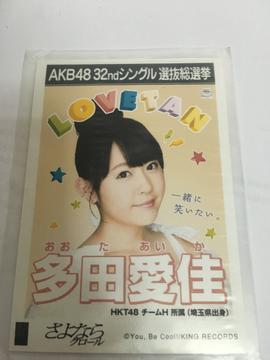 AKB48 32ndシングル 選抜総選挙
LOVETAN
一緒に
笑いたい。
おおたあいか
多田愛佳
HKT48 チームH 所属 (埼玉県出身)
さよなら
クロール
©You, Be Cool!/KING RECORDS